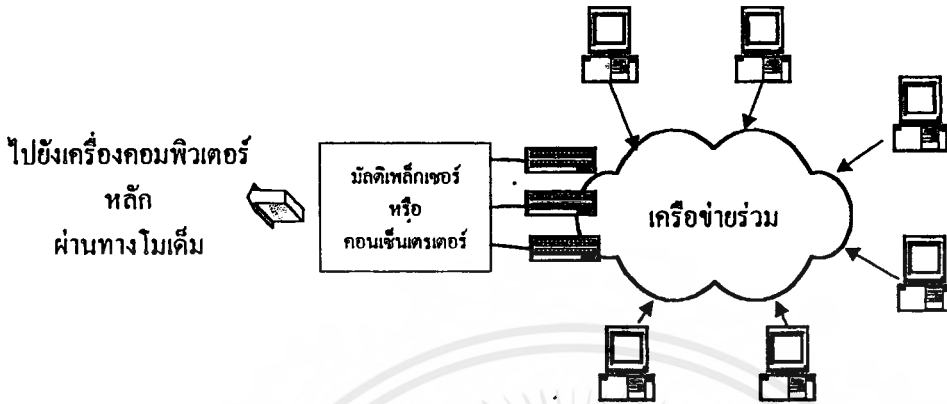 ไปยังเครื่องคอมพิวเตอร์
หลัก
ผ่านทางโมเด็ม
มัลติเพล็กเซอร์
หรือ
คอนเซ็นเตรเตอร์
เครือข่ายร่วม